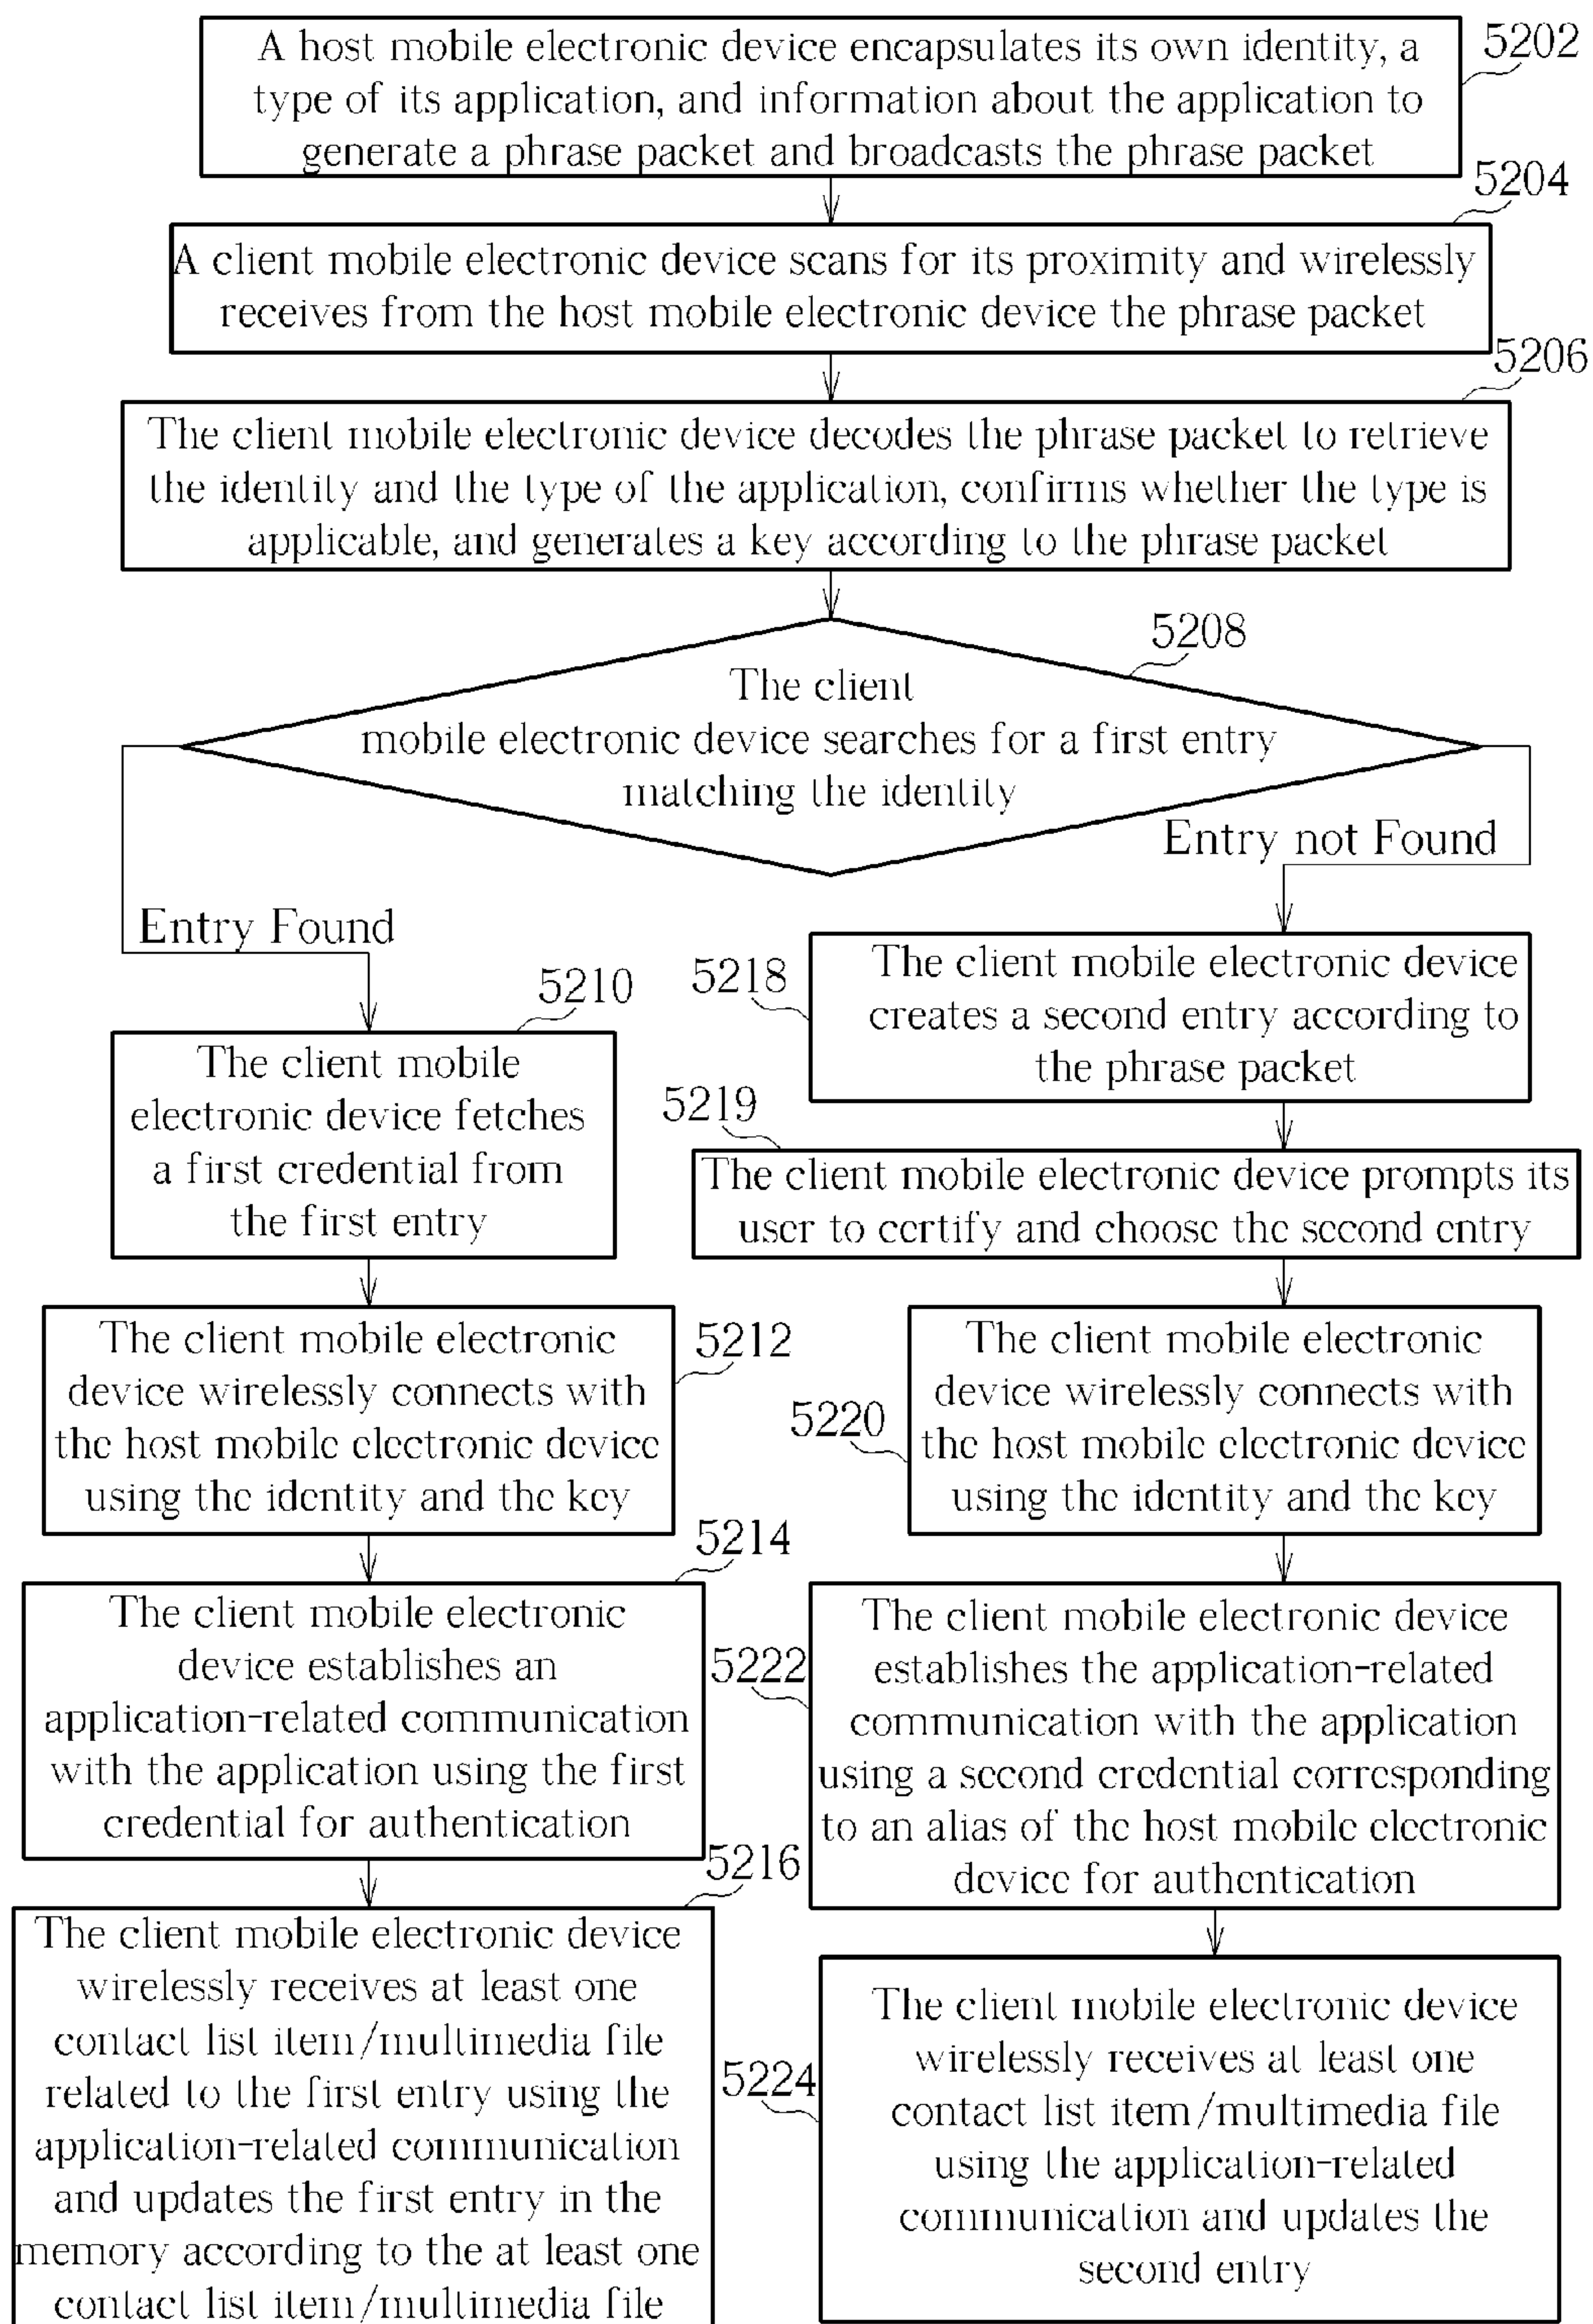 A host mobile electronic device encapsulates its own identity, a
type of its application, and information about the application to
generate a phrase packet and broadcasts the phrase packet
5202
A client mobile electronic device scans for its proximity and wirelessly
receives from the host mobile electronic device the phrase packet
5204
The client mobile electronic device decodes the phrase packet to retrieve
the identity and the type of the application, confirms whether the type is
applicable, and generates a key according to the phrase packet
5206
The client
mobile electronic device searches for a first entry
matching the identity
5208
Entry Found
Entry not Found
5210
The client mobile
electronic device fetches
a first credential from
the first entry
5212
The client mobile electronic
device wirelessly connects with
the host mobile electronic device
using the identity and the key
5214
The client mobile electronic
device establishes an
application-related communication
with the application using the first
credential for authentication
5216
The client mobile electronic device
wirelessly receives at least one
contact list item/multimedia file
related to the first entry using the
application-related communication
and updates the first entry in the
memory according to the at least one
contact list item/multimedia file
5218
The client mobile electronic device
creates a second entry according to
the phrase packet
5219
The client mobile electronic device prompts its
user to certify and choose the second entry
5220
The client mobile electronic
device wirelessly connects with
the host mobile electronic device
using the identity and the key
5222
The client mobile electronic device
establishes the application-related
communication with the application
using a second credential corresponding
to an alias of the host mobile electronic
device for authentication
5224
The client mobile electronic device
wirelessly receives at least one
contact list item/multimedia file
using the application-related
communication and updates the
second entry